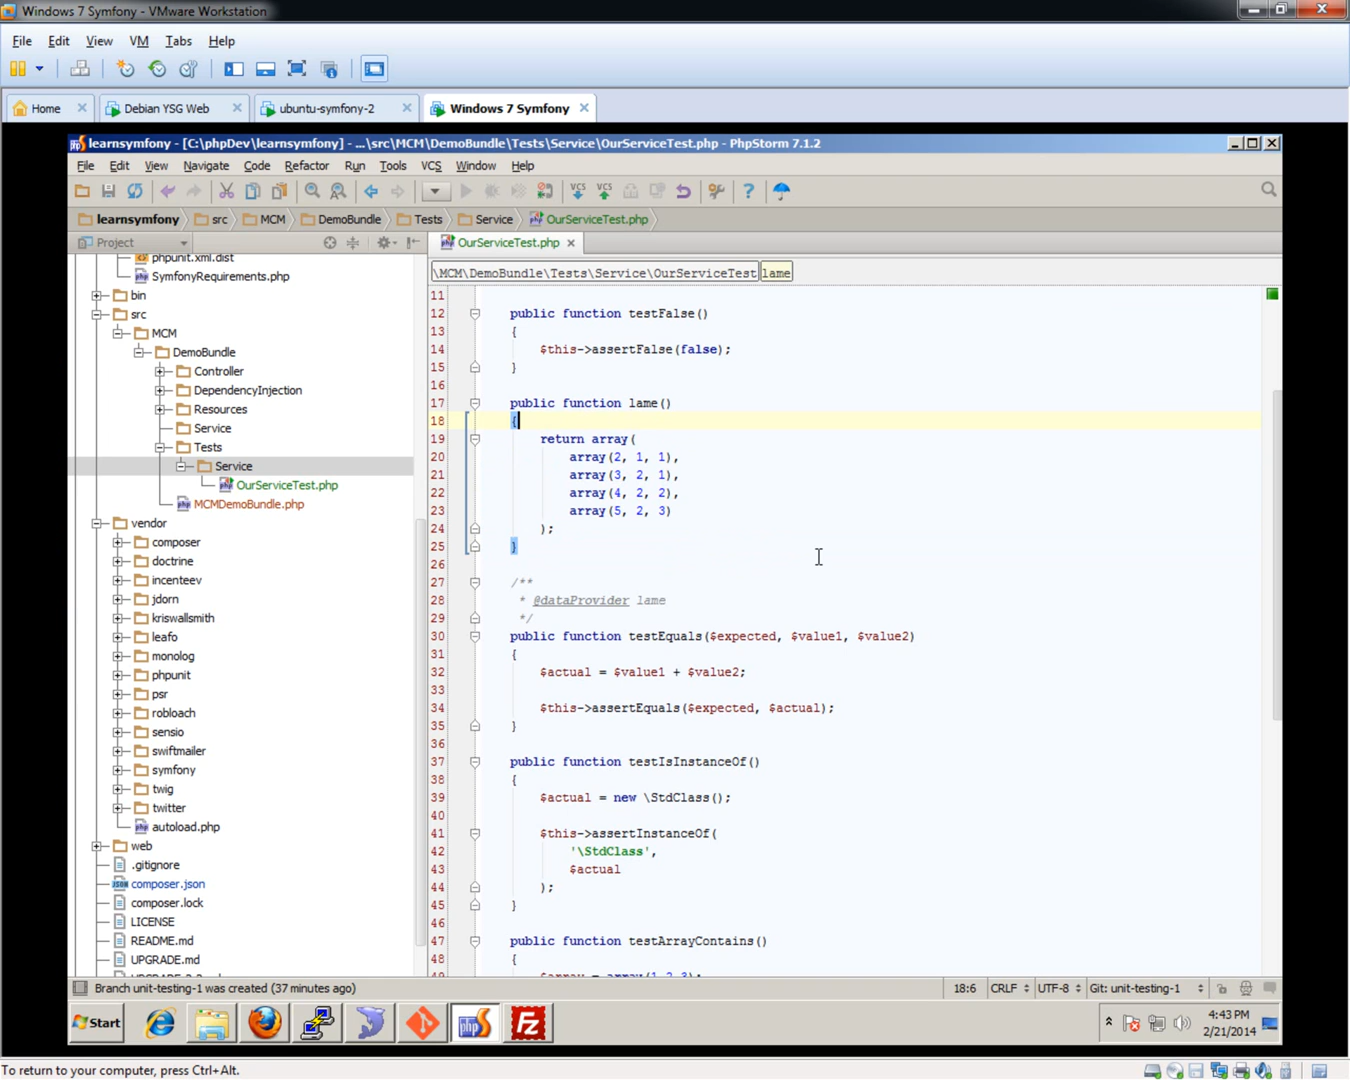 Windows 7 Symfony - VMware Workstation
File Edit View VM Tabs Help
Home Debian YSG Web ubuntu-symfony-2 Windows 7 Symfony
learnsymfony - [C:\phpDev\learnsymfony] - ...\src\MCM\DemoBundle\Tests\Service\OurServiceTest.php - PhpStorm 7.1.2
File Edit View Navigate Code Refactor Run Tools VCS Window Help
VCS VCS
learnsymfony src MCM DemoBundle Tests Service OurServiceTest.php
Project
phpunit.xml.dist
SymfonyRequirements.php
bin
src
MCM
DemoBundle
Controller
DependencyInjection
Resources
Service
Tests
Service
OurServiceTest.php
MCMDemoBundle.php
vendor
composer
doctrine
incenteev
jdorn
kriswallsmith
leafo
monolog
phpunit
psr
robloach
sensio
swiftmailer
symfony
twig
twitter
autoload.php
web
.gitignore
composer.json
composer.lock
LICENSE
README.md
UPGRADE.md
OurServiceTest.php
\MCM\DemoBundle\Tests\Service\OurServiceTest lame
11
12 public function testFalse()
13 {
14 $this->assertFalse(false);
15 }
16
17 public function lame()
18 {
19 return array(
20 array(2, 1, 1),
21 array(3, 2, 1),
22 array(4, 2, 2),
23 array(5, 2, 3)
24 );
25 }
26
27 /**
28 * @dataProvider lame
29 */
30 public function testEquals($expected, $value1, $value2)
31 {
32 $actual = $value1 + $value2;
33
34 $this->assertEquals($expected, $actual);
35 }
36
37 public function testIsInstanceOf()
38 {
39 $actual = new \StdClass();
40
41 $this->assertInstanceOf(
42 '\StdClass',
43 $actual
44 );
45 }
46
47 public function testArrayContains()
48 {
49 $array = array(1,2,3);
Branch unit-testing-1 was created (37 minutes ago) 18:6 CRLF UTF-8 Git: unit-testing-1
Start 4:43 PM
2/21/2014
To return to your computer, press Ctrl+Alt.